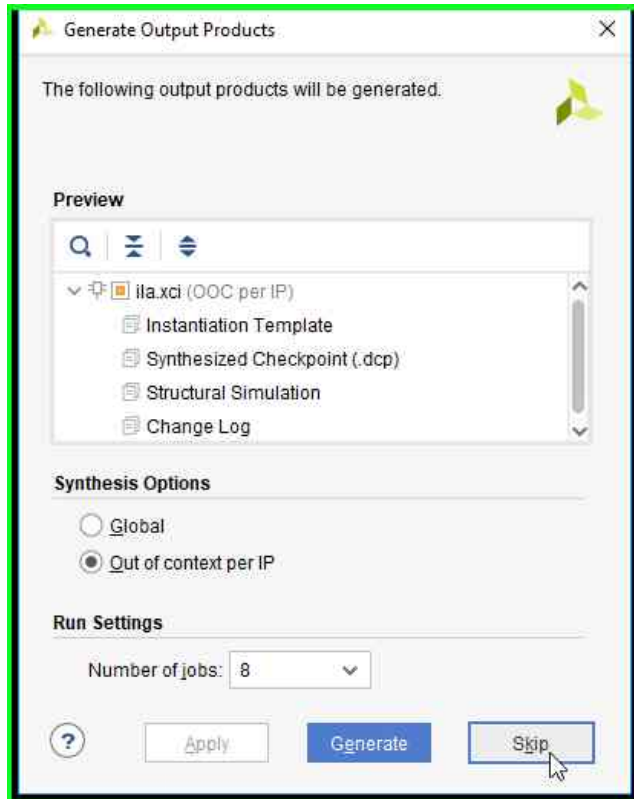 Generate Output Products
The following output products will be generated.
Preview
ila.xci (OOC per IP)
Instantiation Template
Synthesized Checkpoint (.dcp)
Structural Simulation
Change Log
Synthesis Options
Global
Out of context per IP
Run Settings
Number of jobs: 8
? Apply Generate Skip